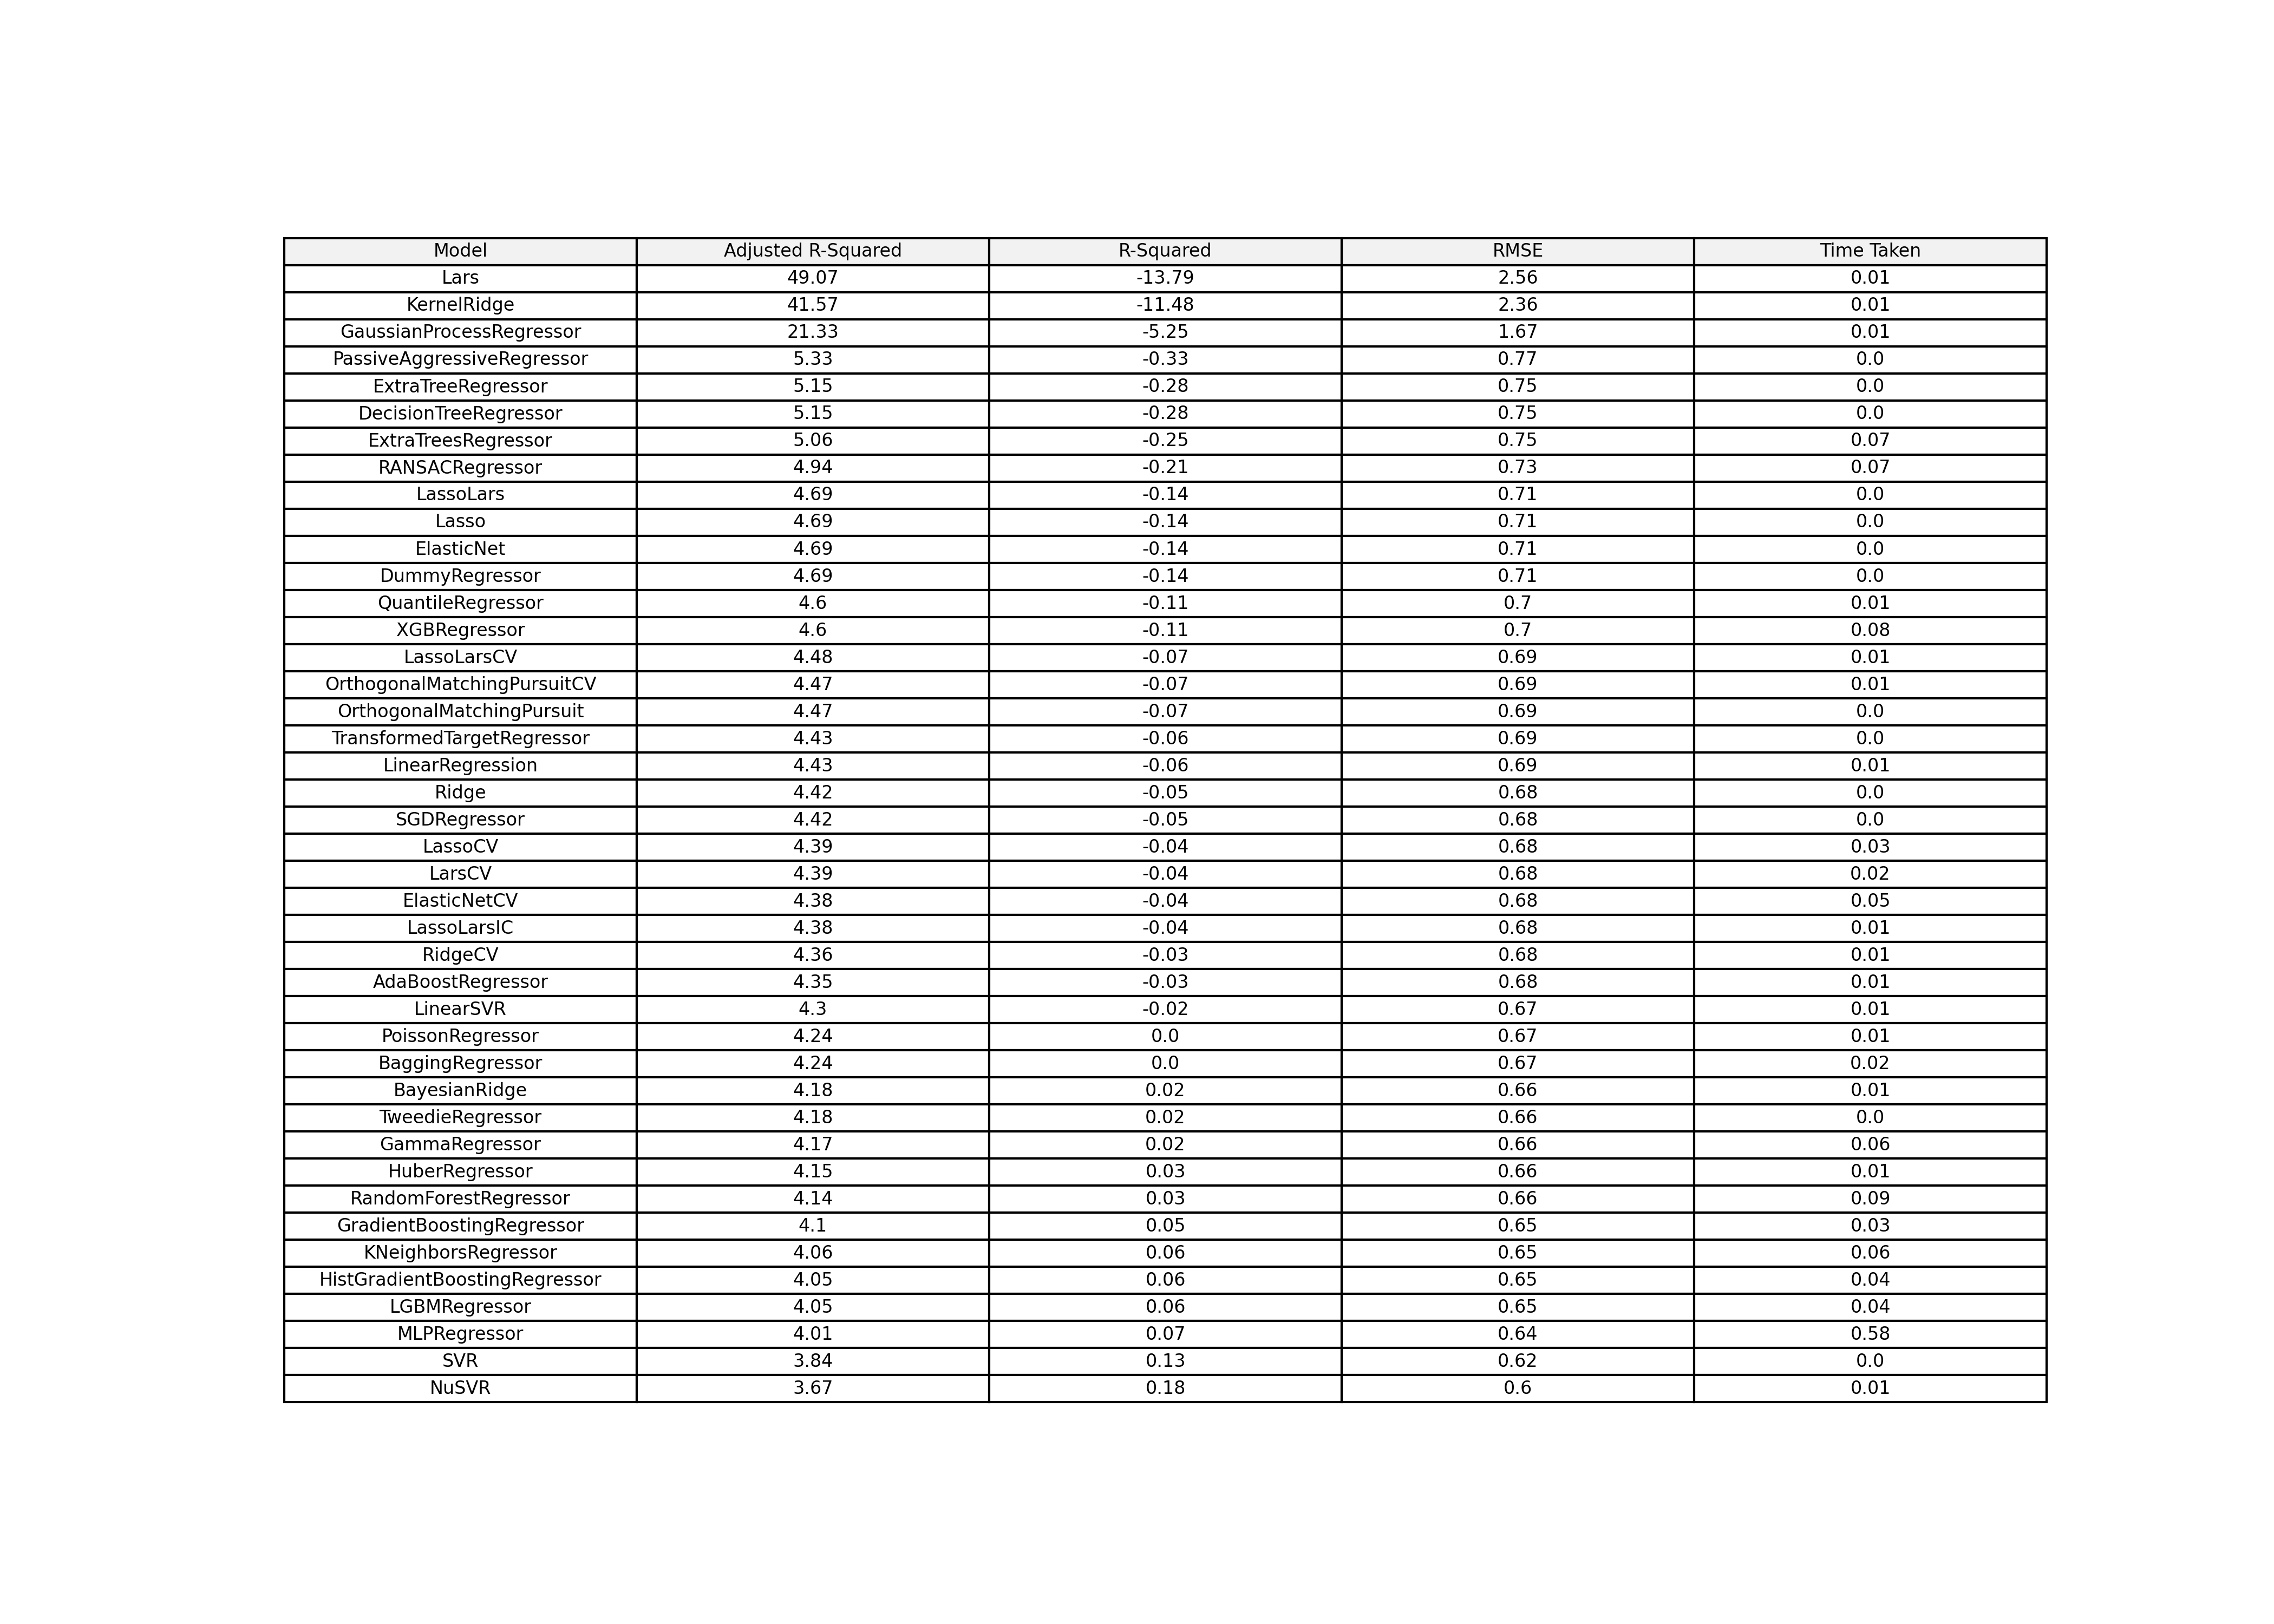 Model Adjusted R-Squared R-Squared RMSE Time Taken
Lars 49.07 -13.79 2.56 0.01
KernelRidge 41.57 -11.48 2.36 0.01
GaussianProcessRegressor 21.33 -5.25 1.67 0.01
PassiveAggressiveRegressor 5.33 -0.33 0.77 0.0
ExtraTreeRegressor 5.15 -0.28 0.75 0.0
DecisionTreeRegressor 5.15 -0.28 0.75 0.0
ExtraTreesRegressor 5.06 -0.25 0.75 0.07
RANSACRegressor 4.94 -0.21 0.73 0.07
LassoLars 4.69 -0.14 0.71 0.0
Lasso 4.69 -0.14 0.71 0.0
ElasticNet 4.69 -0.14 0.71 0.0
DummyRegressor 4.69 -0.14 0.71 0.0
QuantileRegressor 4.6 -0.11 0.7 0.01
XGBRegressor 4.6 -0.11 0.7 0.08
LassoLarsCV 4.48 -0.07 0.69 0.01
OrthogonalMatchingPursuitCV 4.47 -0.07 0.69 0.01
OrthogonalMatchingPursuit 4.47 -0.07 0.69 0.0
TransformedTargetRegressor 4.43 -0.06 0.69 0.0
LinearRegression 4.43 -0.06 0.69 0.01
Ridge 4.42 -0.05 0.68 0.0
SGDRegressor 4.42 -0.05 0.68 0.0
LassoCV 4.39 -0.04 0.68 0.03
LarsCV 4.39 -0.04 0.68 0.02
ElasticNetCV 4.38 -0.04 0.68 0.05
LassoLarsIC 4.38 -0.04 0.68 0.01
RidgeCV 4.36 -0.03 0.68 0.01
AdaBoostRegressor 4.35 -0.03 0.68 0.01
LinearSVR 4.3 -0.02 0.67 0.01
PoissonRegressor 4.24 0.0 0.67 0.01
BaggingRegressor 4.24 0.0 0.67 0.02
BayesianRidge 4.18 0.02 0.66 0.01
TweedieRegressor 4.18 0.02 0.66 0.0
GammaRegressor 4.17 0.02 0.66 0.06
HuberRegressor 4.15 0.03 0.66 0.01
RandomForestRegressor 4.14 0.03 0.66 0.09
GradientBoostingRegressor 4.1 0.05 0.65 0.03
KNeighborsRegressor 4.06 0.06 0.65 0.06
HistGradientBoostingRegressor 4.05 0.06 0.65 0.04
LGBMRegressor 4.05 0.06 0.65 0.04
MLPRegressor 4.01 0.07 0.64 0.58
SVR 3.84 0.13 0.62 0.0
NuSVR 3.67 0.18 0.6 0.01